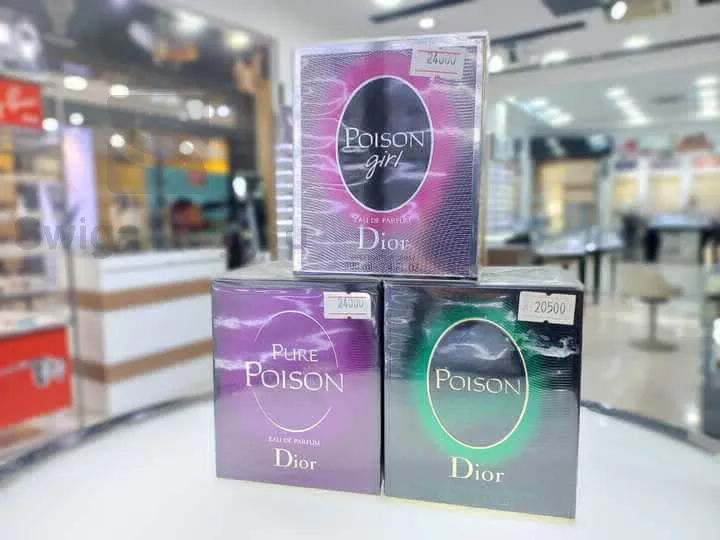 24000
POISON
girl
EAU DE PARFUM
Dior
24000
PURE
POISON
EAU DE PARFUM
Dior
20500
POISON
Dior